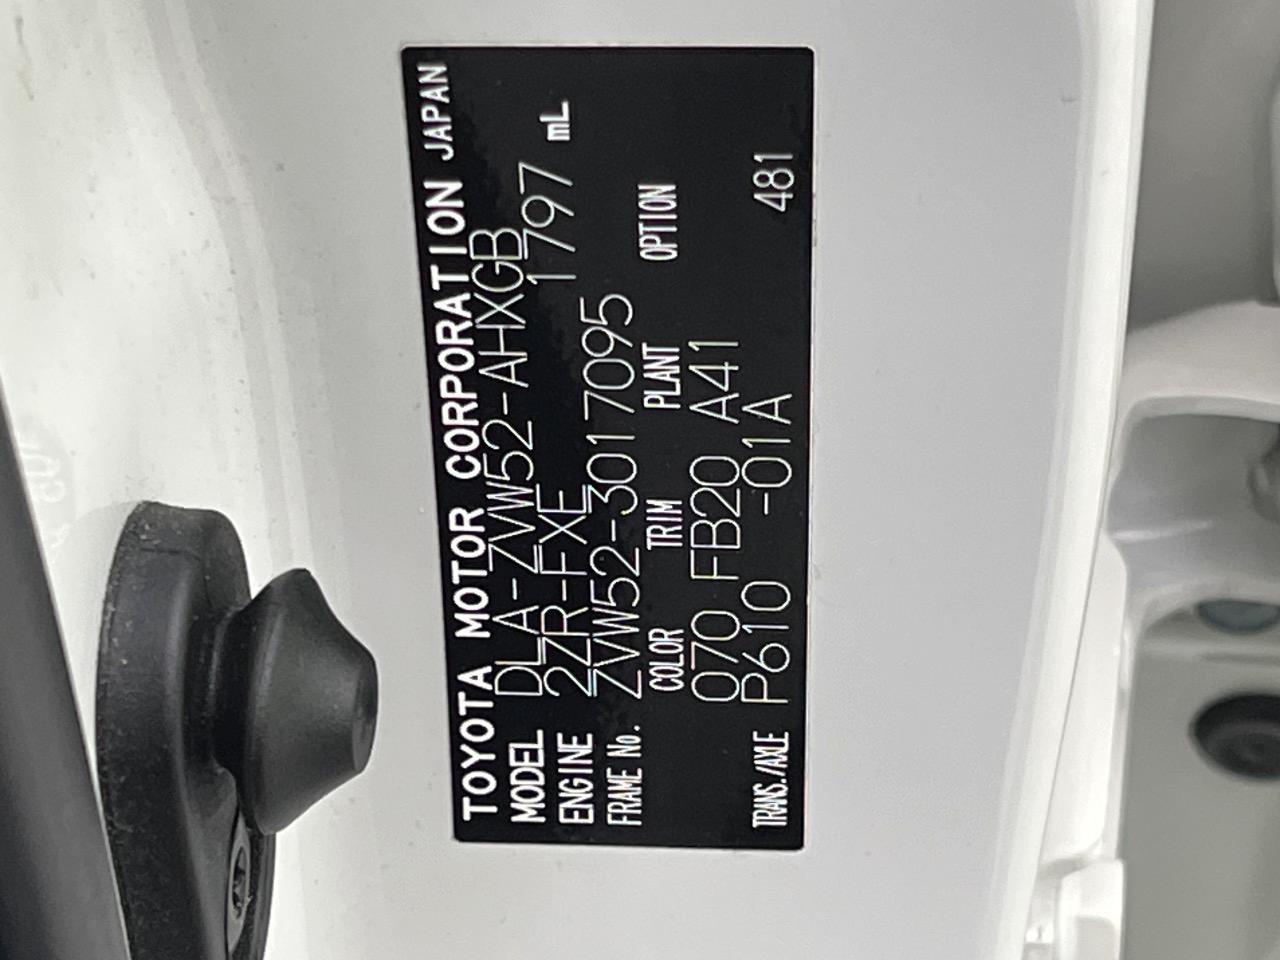 TOYOTA MOTOR CORPORATION JAPAN
MODEL DLA-ZVW52-AHXGB
ENGINE 2ZR-FXE 1797 mL
FRAME No. ZVW52-3017095
COLOR TRIM PLANT OPTION
070 FB20 A41
TRANS./AXLE P610 -01A 481